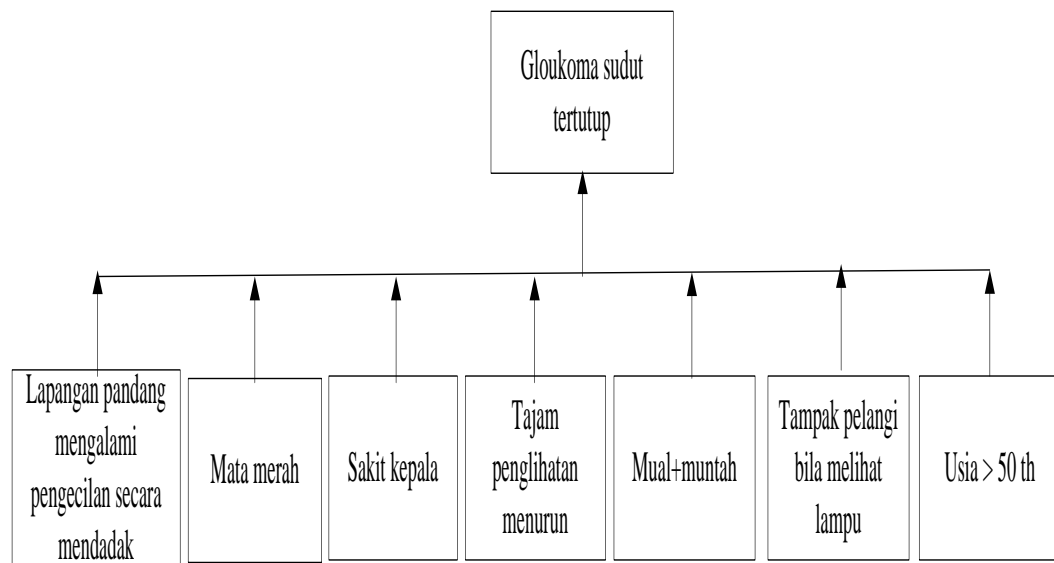 Gloukoma sudut
tertutup
Lapangan pandang
mengalami
pengecilan secara
mendadak
Mata merah
Sakit kepala
Tajam
penglihatan
menurun
Mual+muntah
Tampak pelangi
bila melihat
lampu
Usia > 50 th